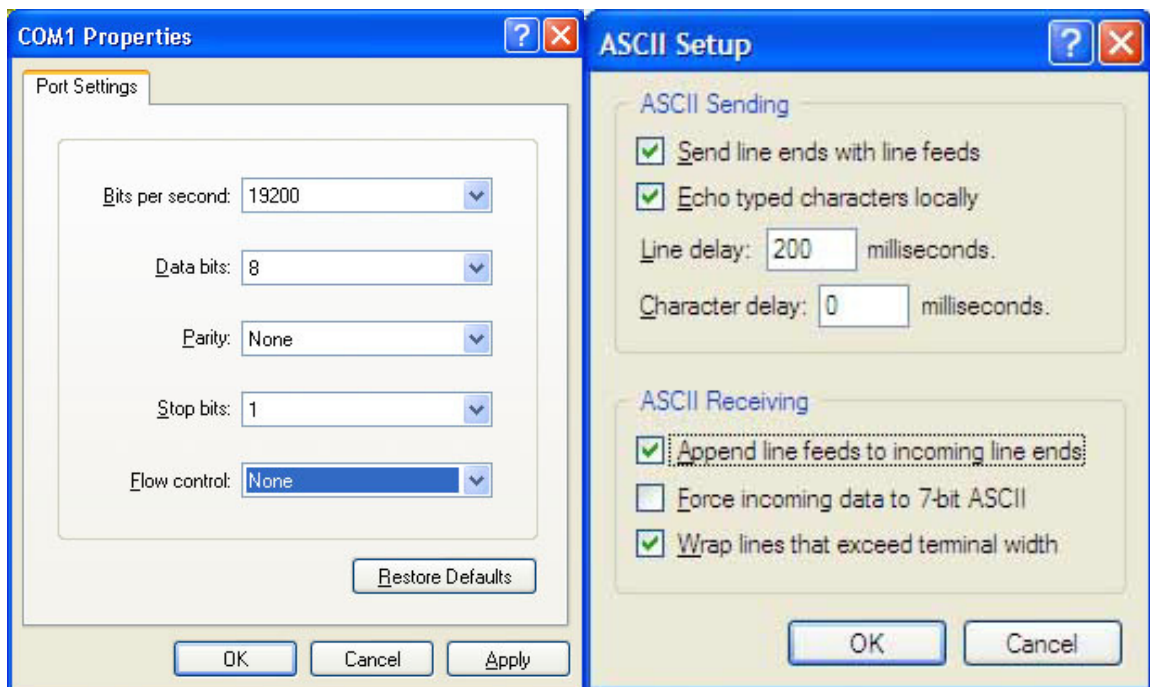 COM1 Properties
Port Settings
Bits per second: 19200
Data bits: 8
Parity: None
Stop bits: 1
Flow control: None
Restore Defaults
OK Cancel Apply
ASCII Setup
ASCII Sending
Send line ends with line feeds
Echo typed characters locally
Line delay: 200 milliseconds.
Character delay: 0 milliseconds.
ASCII Receiving
Append line feeds to incoming line ends
Force incoming data to 7-bit ASCII
Wrap lines that exceed terminal width
OK Cancel